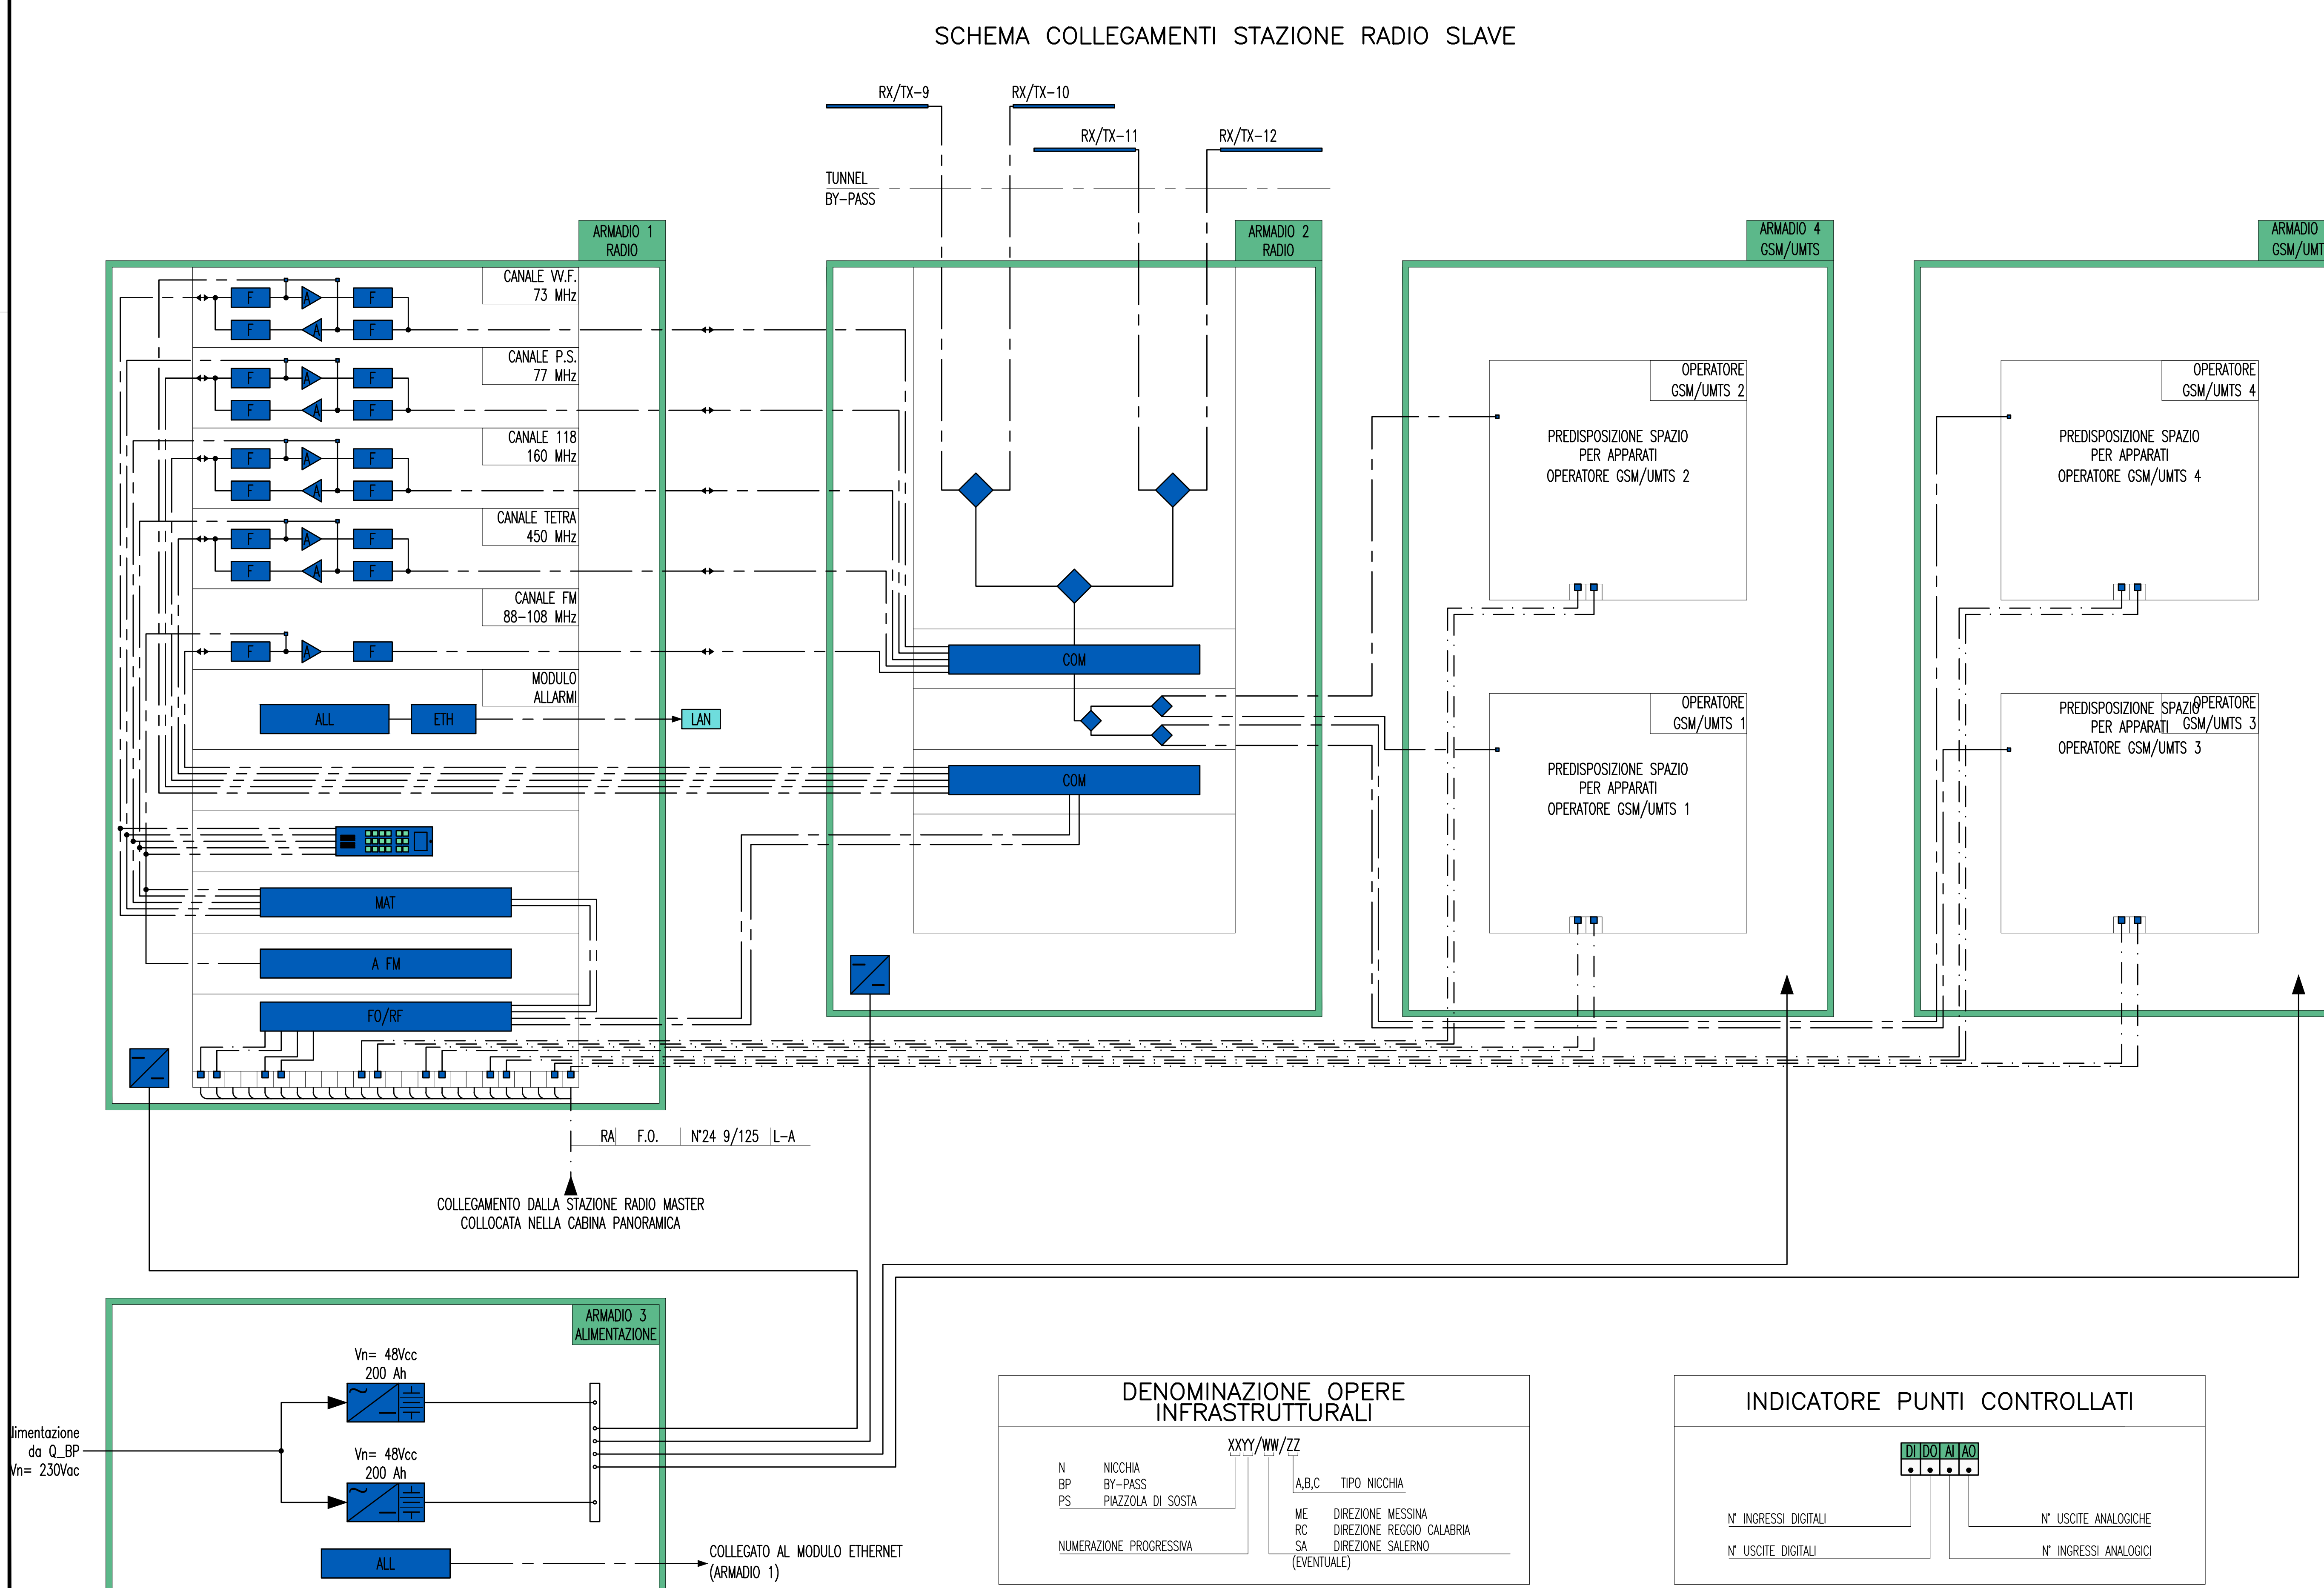 SCHEMA COLLEGAMENTI STAZIONE RADIO SLAVE
RX/TX-9
RX/TX-10
RX/TX-11
RX/TX-12
TUNNEL
BY-PASS
ARMADIO 1
RADIO
ARMADIO 2
RADIO
ARMADIO 4
GSM/UMTS
ARMADIO
GSM/UMT
CANALE VV.F.
73 MHz
F
A
F
F
A
F
CANALE P.S.
77 MHz
F
A
F
F
A
F
CANALE 118
160 MHz
F
A
F
F
A
F
CANALE TETRA
450 MHz
F
A
F
F
A
F
CANALE FM
88-108 MHz
F
A
F
MODULO
ALLARMI
ALL
ETH
LAN
MAT
A FM
FO/RF
COM
COM
OPERATORE
GSM/UMTS 2
PREDISPOSIZIONE SPAZIO
PER APPARATI
OPERATORE GSM/UMTS 2
OPERATORE
GSM/UMTS 1
PREDISPOSIZIONE SPAZIO
PER APPARATI
OPERATORE GSM/UMTS 1
OPERATORE
GSM/UMTS 4
PREDISPOSIZIONE SPAZIO
PER APPARATI
OPERATORE GSM/UMTS 4
OPERATORE
GSM/UMTS 3
PREDISPOSIZIONE SPAZIO
PER APPARATI
OPERATORE GSM/UMTS 3
RA F.O. N°24 9/125 L-A
COLLEGAMENTO DALLA STAZIONE RADIO MASTER
COLLOCATA NELLA CABINA PANORAMICA
ARMADIO 3
ALIMENTAZIONE
Vn= 48Vcc
200 Ah
Vn= 48Vcc
200 Ah
limentazione
da Q_BP
Vn= 230Vac
ALL
COLLEGATO AL MODULO ETHERNET
(ARMADIO 1)
DENOMINAZIONE OPERE
INFRASTRUTTURALI
XXYY/WW/ZZ
N NICCHIA
BP BY-PASS
PS PIAZZOLA DI SOSTA
NUMERAZIONE PROGRESSIVA
A,B,C TIPO NICCHIA
ME DIREZIONE MESSINA
RC DIREZIONE REGGIO CALABRIA
SA DIREZIONE SALERNO
(EVENTUALE)
INDICATORE PUNTI CONTROLLATI
DI DO AI AO
N° INGRESSI DIGITALI
N° USCITE DIGITALI
N° USCITE ANALOGICHE
N° INGRESSI ANALOGICI